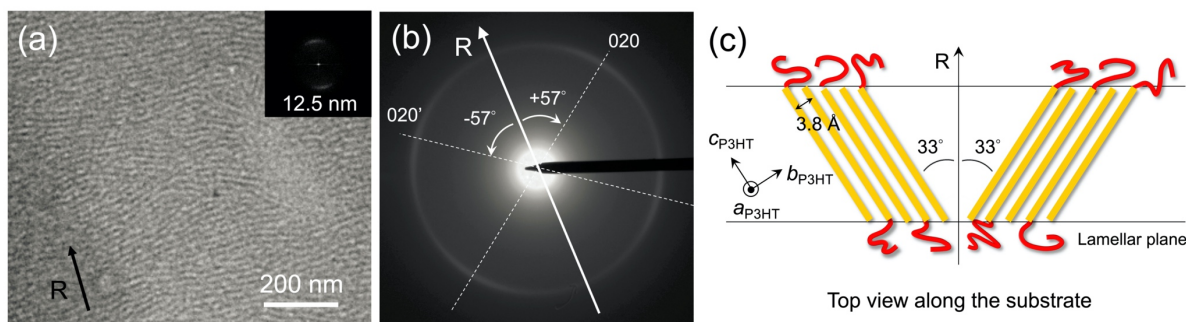 (a)
12.5 nm
R
200 nm
(b)
R
020
+57°
-57°
020'
(c)
R
3.8 Å
33° 33°
cP3HT
bP3HT
aP3HT
Lamellar plane
Top view along the substrate